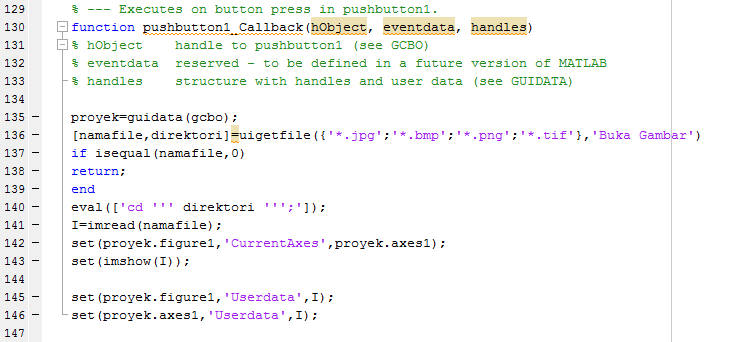 129 % --- Executes on button press in pushbutton1.
130 function pushbutton1_Callback(hObject, eventdata, handles)
131 % hObject    handle to pushbutton1 (see GCBO)
132 % eventdata  reserved - to be defined in a future version of MATLAB
133 % handles    structure with handles and user data (see GUIDATA)
134
135 - proyek=guidata(gcbo);
136 - [namafile,direktori]=uigetfile({'*.jpg';'*.bmp';'*.png';'*.tif'},'Buka Gambar')
137 - if isequal(namafile,0)
138 - return;
139 - end
140 - eval(['cd ''' direktori ''';']);
141 - I=imread(namafile);
142 - set(proyek.figure1,'CurrentAxes',proyek.axes1);
143 - set(imshow(I));
144
145 - set(proyek.figure1,'Userdata',I);
146 - set(proyek.axes1,'Userdata',I);
147